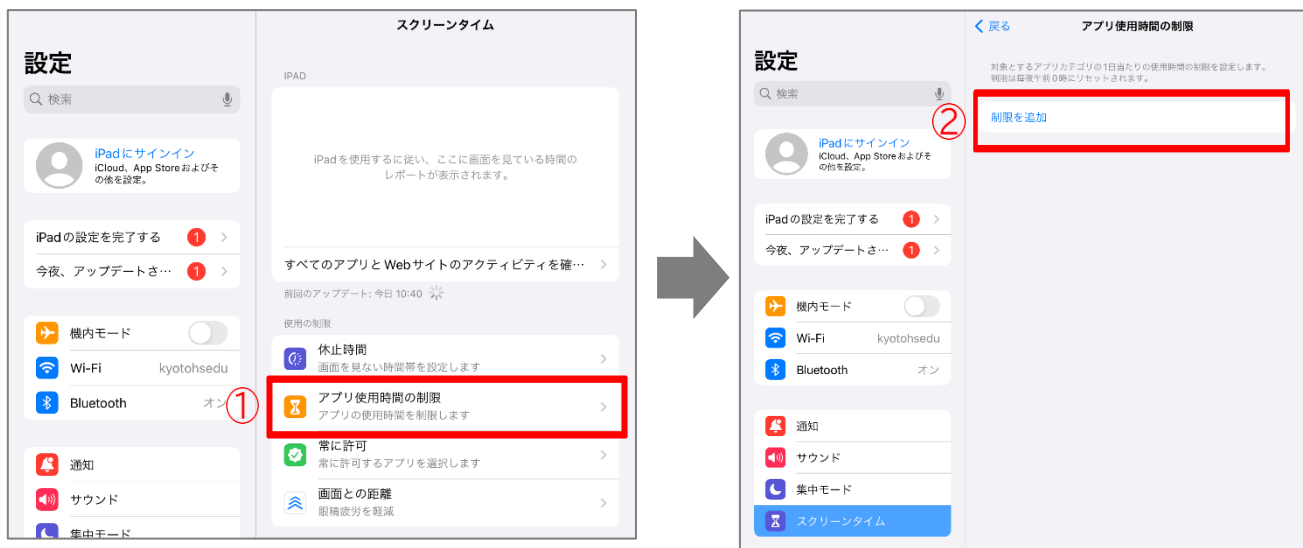 スクリーンタイム
設定
検索
iPadにサインイン
iCloud、App Storeおよびそ
の他を設定。
iPadの設定を完了する 1
今夜、アップデートさ… 1
機内モード
Wi-Fi kyotohsedu
Bluetooth オン
通知
サウンド
集中モード
IPAD
iPadを使用するに従い、ここに画面を見ている時間の
レポートが表示されます。
すべてのアプリとWebサイトのアクティビティを確…
前回のアップデート: 今日 10:40
使用の制限
休止時間
画面を見ない時間帯を設定します
①
アプリ使用時間の制限
アプリの使用時間を制限します
常に許可
常に許可するアプリを選択します
画面との距離
眼精疲労を軽減
設定
検索
iPadにサインイン
iCloud、App Storeおよびそ
の他を設定。
iPadの設定を完了する 1
今夜、アップデートさ… 1
機内モード
Wi-Fi kyotohsedu
Bluetooth オン
通知
サウンド
集中モード
スクリーンタイム
戻る アプリ使用時間の制限
対象とするアプリカテゴリの1日当たりの使用時間の制限を設定します。
制限は毎夜午前0時にリセットされます。
②
制限を追加